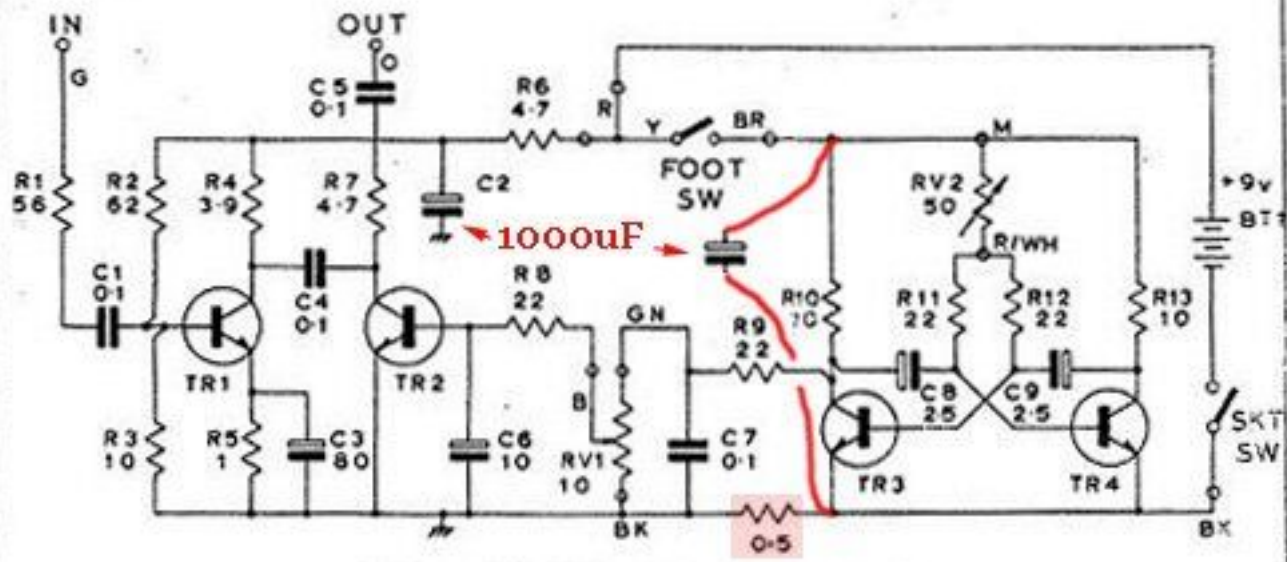 IN
OUT
G
O
C5
0.1
R6
4.7
R
Y
BR
M
FOOT
SW
R1
56
R2
62
R4
3.9
R7
4.7
C2
1000uF
RV2
50
+9v
R/WH
C1
0.1
C4
0.1
R8
22
GN
R9
22
R10
R11
22
R12
22
R13
10
TR1
TR2
B
C8
25
C9
2.5
R3
10
R5
1
C3
80
C6
10
RV1
10
C7
0.1
TR3
TR4
SKT
SW
BK
0.5
BK